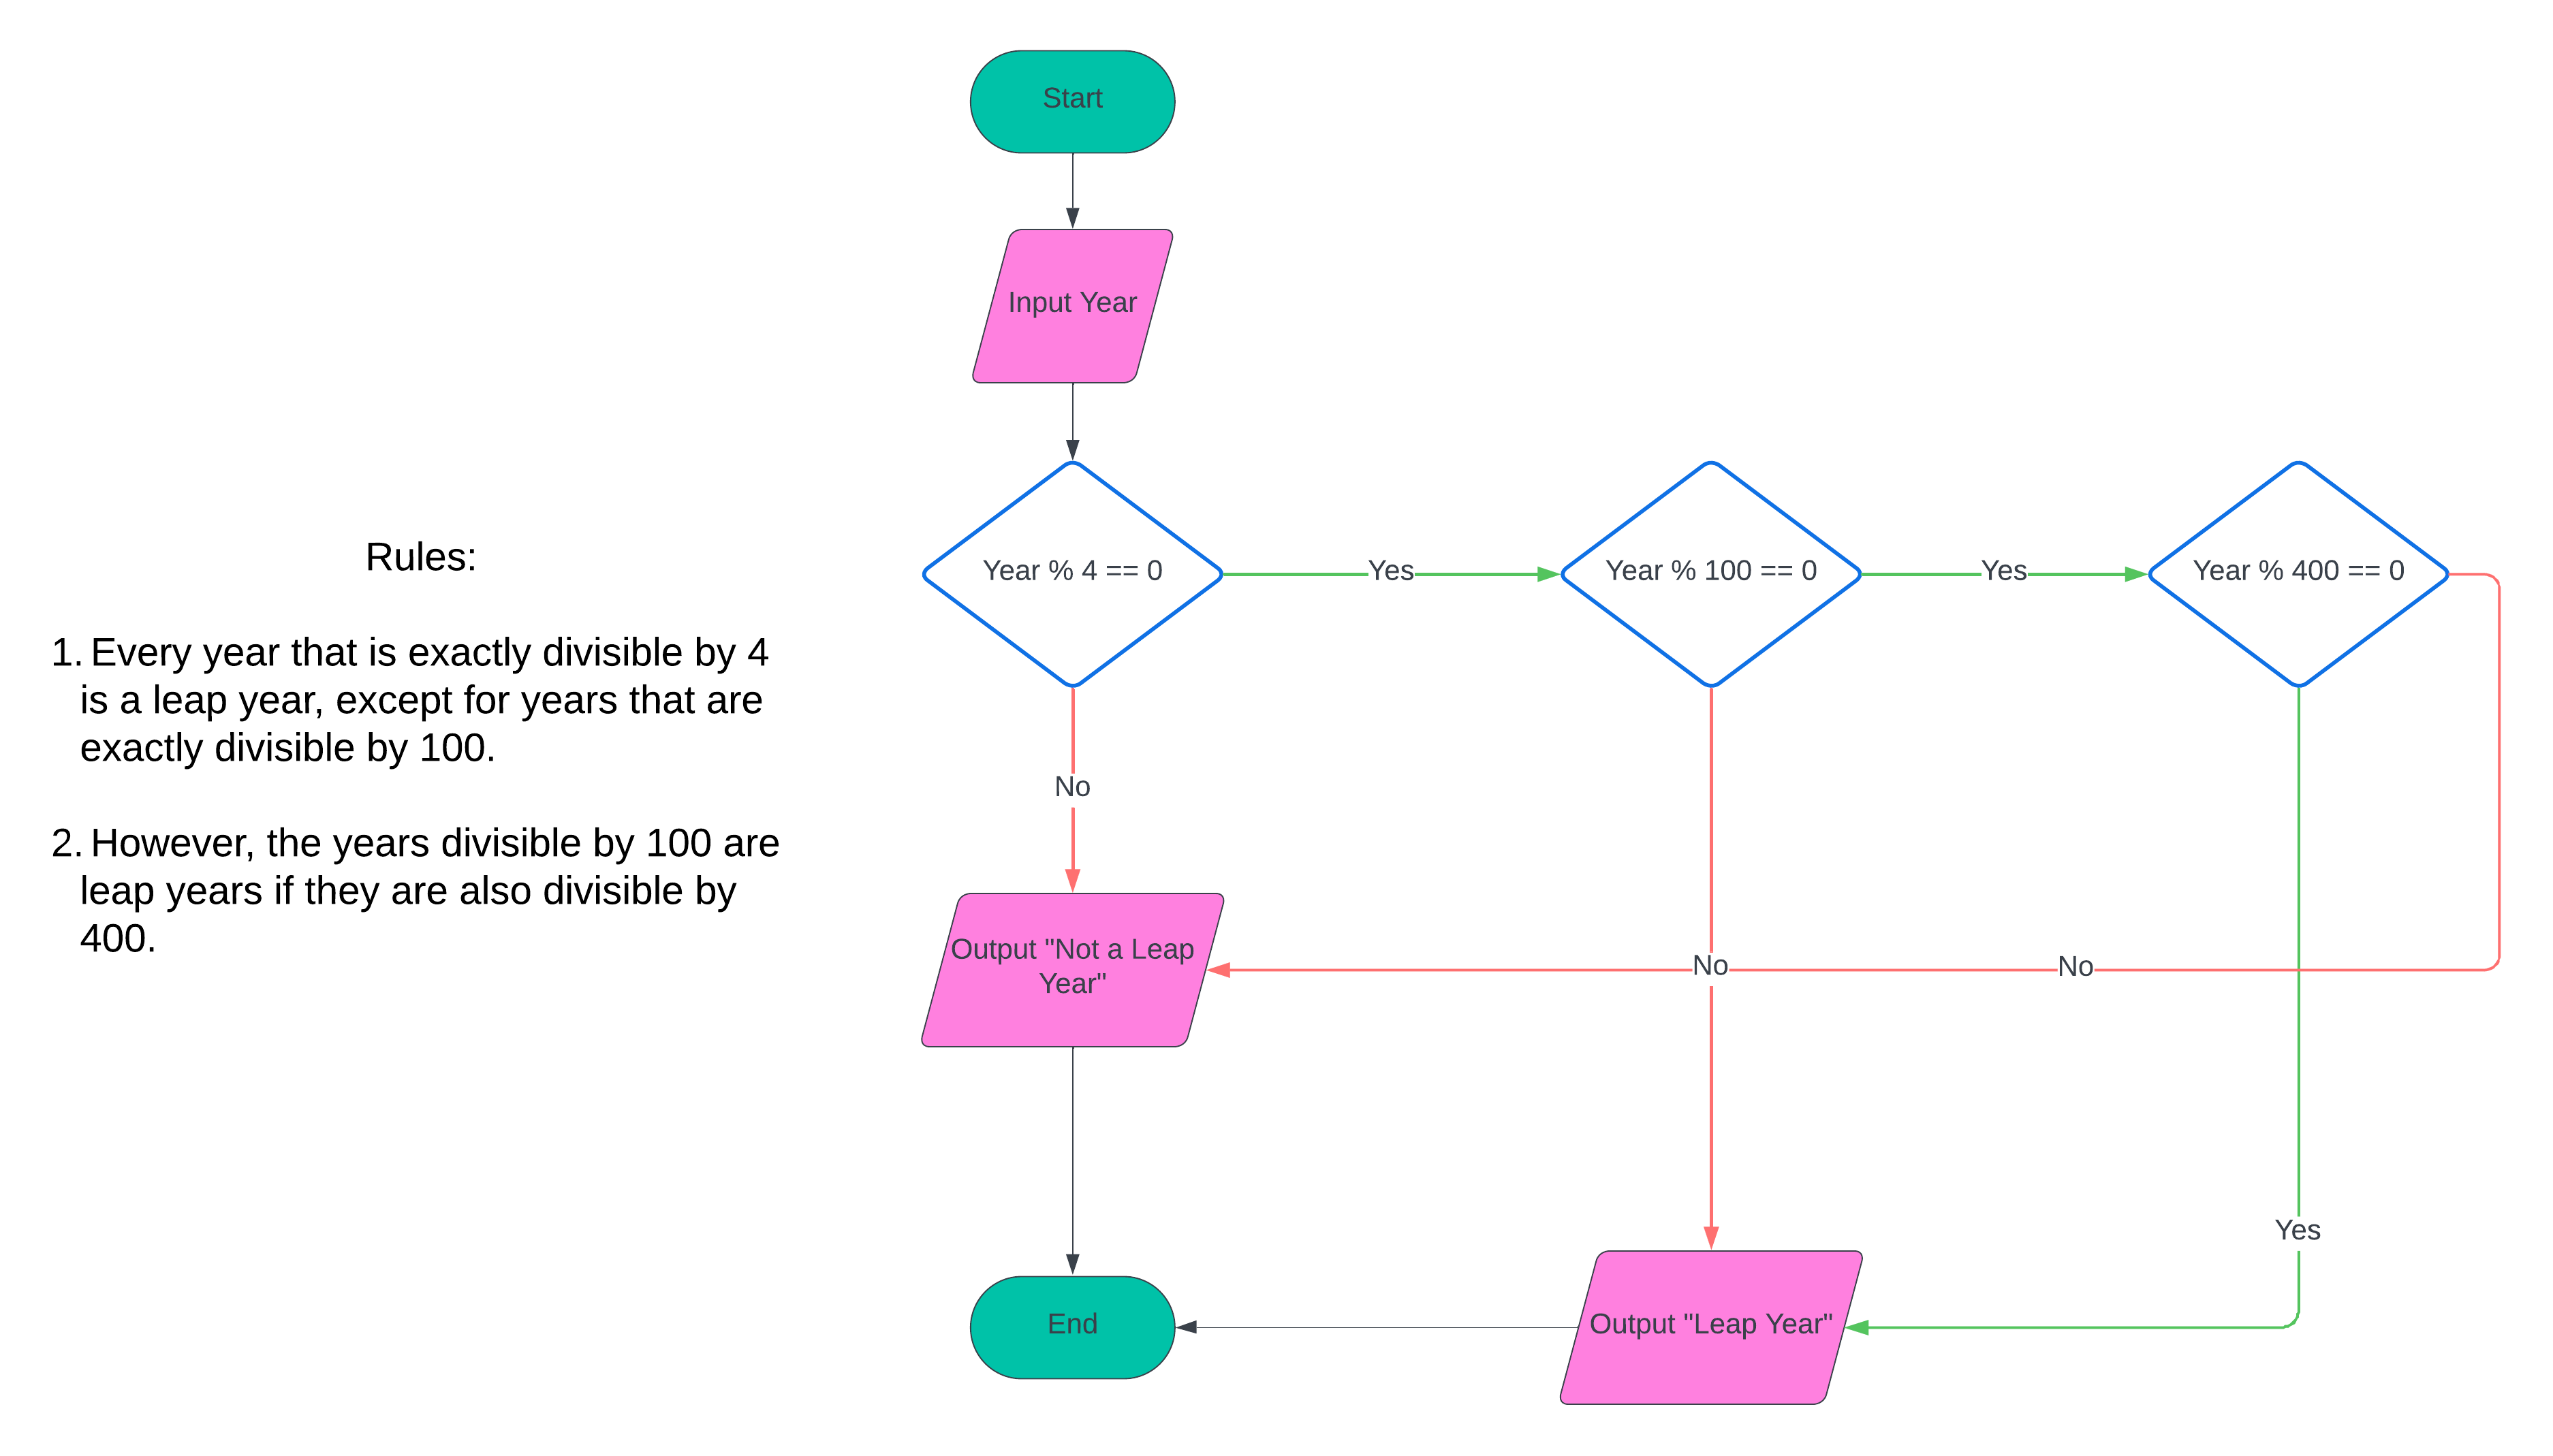 Start
Input Year
Rules:
1. Every year that is exactly divisible by 4
is a leap year, except for years that are
exactly divisible by 100.
2. However, the years divisible by 100 are
leap years if they are also divisible by
400.
Year % 4 == 0
Yes
Year % 100 == 0
Yes
Year % 400 == 0
No
Output "Not a Leap
Year"
No
No
Yes
End
Output "Leap Year"